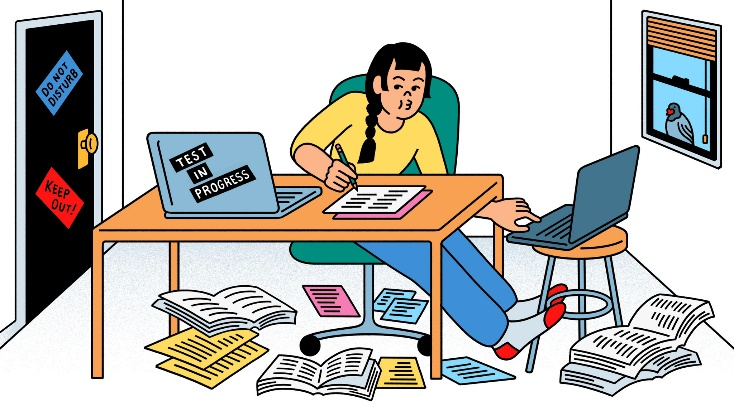 DO NOT
DISTURB
KEEP
OUT!
TEST
IN
PROGRESS